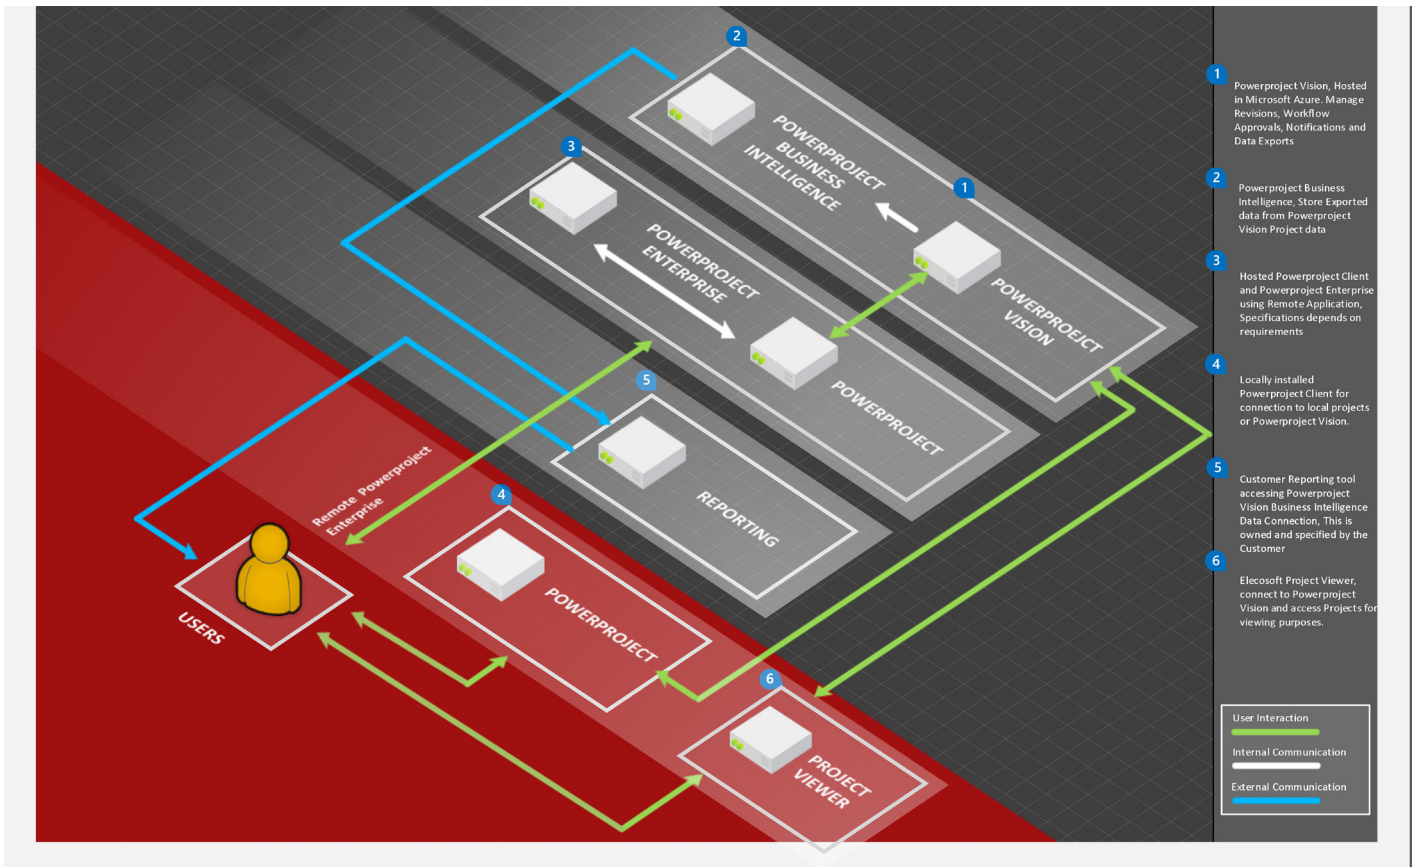 2
POWERPROJECT
BUSINESS
INTELLIGENCE
1
POWERPROEJCT
VISION
3
POWERPROJECT
ENTERPRISE
POWERPROJECT
5
REPORTING
Remote Powerproject
Enterprise
4
POWERPROJECT
USERS
6
PROJECT
VIEWER
1
Powerproject Vision, Hosted
in Microsoft Azure. Manage
Revisions, Workflow
Approvals, Notifications and
Data Exports
2
Powerproject Business
Intelligence, Store Exported
data from Powerproject
Vision Project data
3
Hosted Powerproject Client
and Powerproject Enterprise
using Remote Application,
Specifications depends on
requirements
4
Locally installed
Powerproject Client for
connection to local projects
or Powerproject Vision.
5
Customer Reporting tool
accessing Powerproject
Vision Business Intelligence
Data Connection, This is
owned and specified by the
Customer
6
Elecosoft Project Viewer,
connect to Powerproject
Vision and access Projects for
viewing purposes.
User Interaction
Internal Communication
External Communication